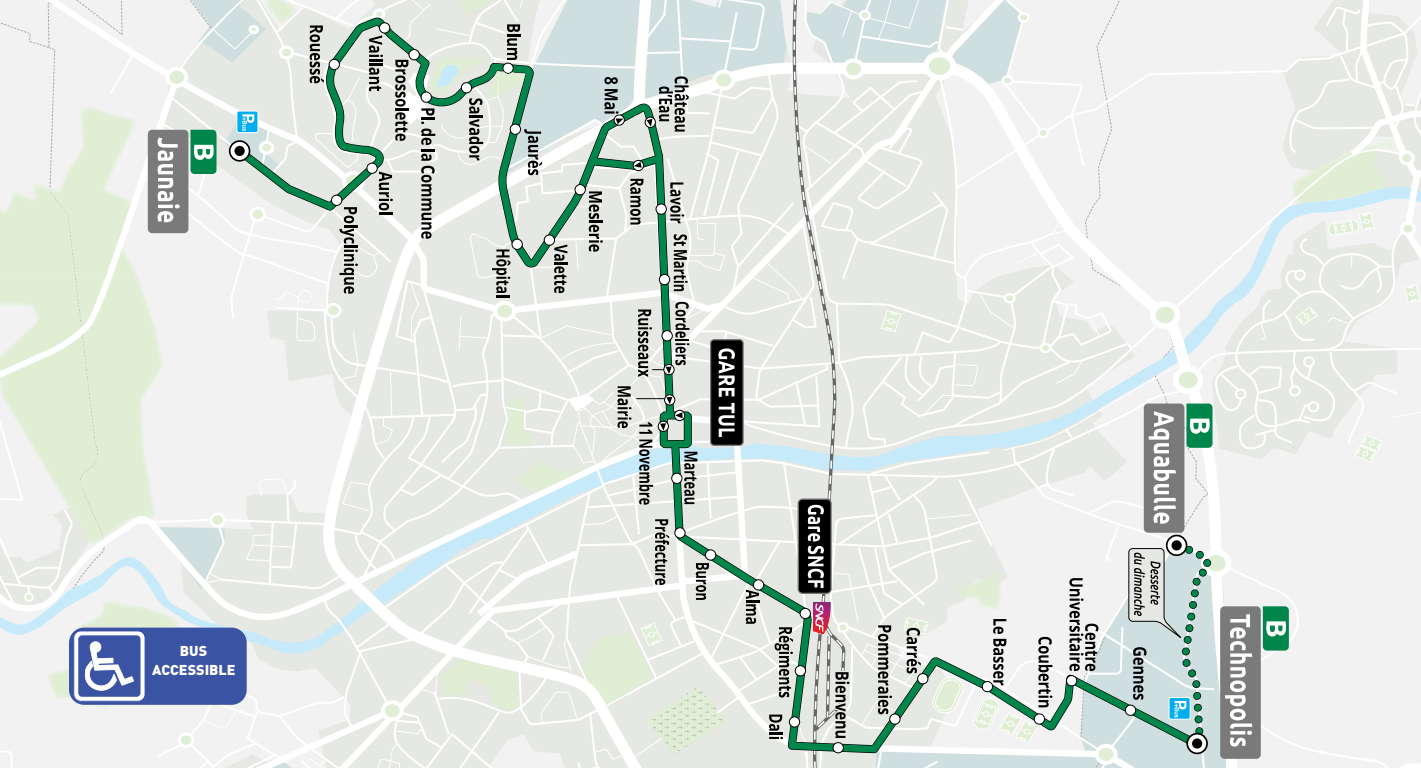 B
Jaunaie
P
+Bus
Polyclinique
Auriol
Rouessé
Vaillant
Brossolette
Pl. de la Commune
Salvador
Blum
Jaurès
Hôpital
Valette
Meslerie
8 Mai
Château
d'Eau
Ramon
Lavoir
St Martin
Cordeliers
Ruisseaux
Mairie
11 Novembre
GARE TUL
Marteau
Préfecture
Buron
Alma
Gare SNCF
SNCF
Régiments
Dali
Bienvenu
Pommeraies
Carrés
Le Basser
Coubertin
Centre
Universitaire
Gennes
P
+Bus
B
Technopolis
B
Aquabulle
Desserte
du dimanche
BUS
ACCESSIBLE